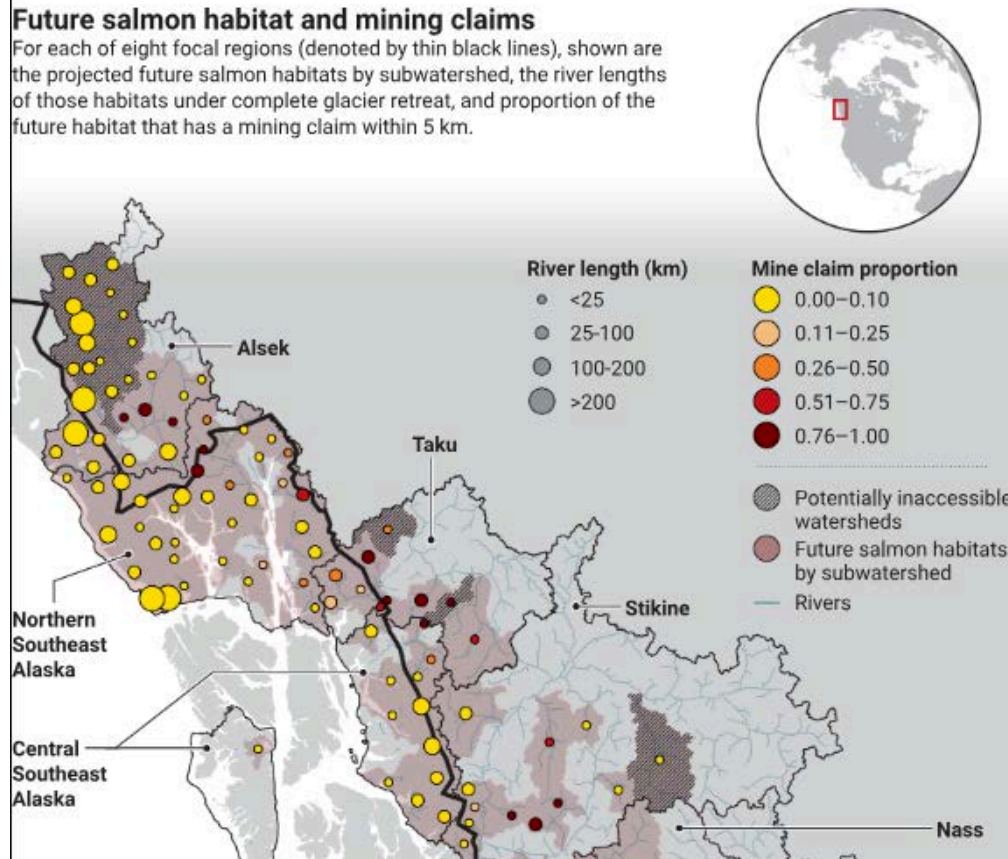 Future salmon habitat and mining claims
For each of eight focal regions (denoted by thin black lines), shown are
the projected future salmon habitats by subwatershed, the river lengths
of those habitats under complete glacier retreat, and proportion of the
future habitat that has a mining claim within 5 km.
River length (km)
<25
25-100
100-200
>200
Mine claim proportion
0.00–0.10
0.11–0.25
0.26–0.50
0.51–0.75
0.76–1.00
Potentially inaccessible
watersheds
Future salmon habitats
by subwatershed
Rivers
Alsek
Taku
Stikine
Northern
Southeast
Alaska
Central
Southeast
Alaska
Nass